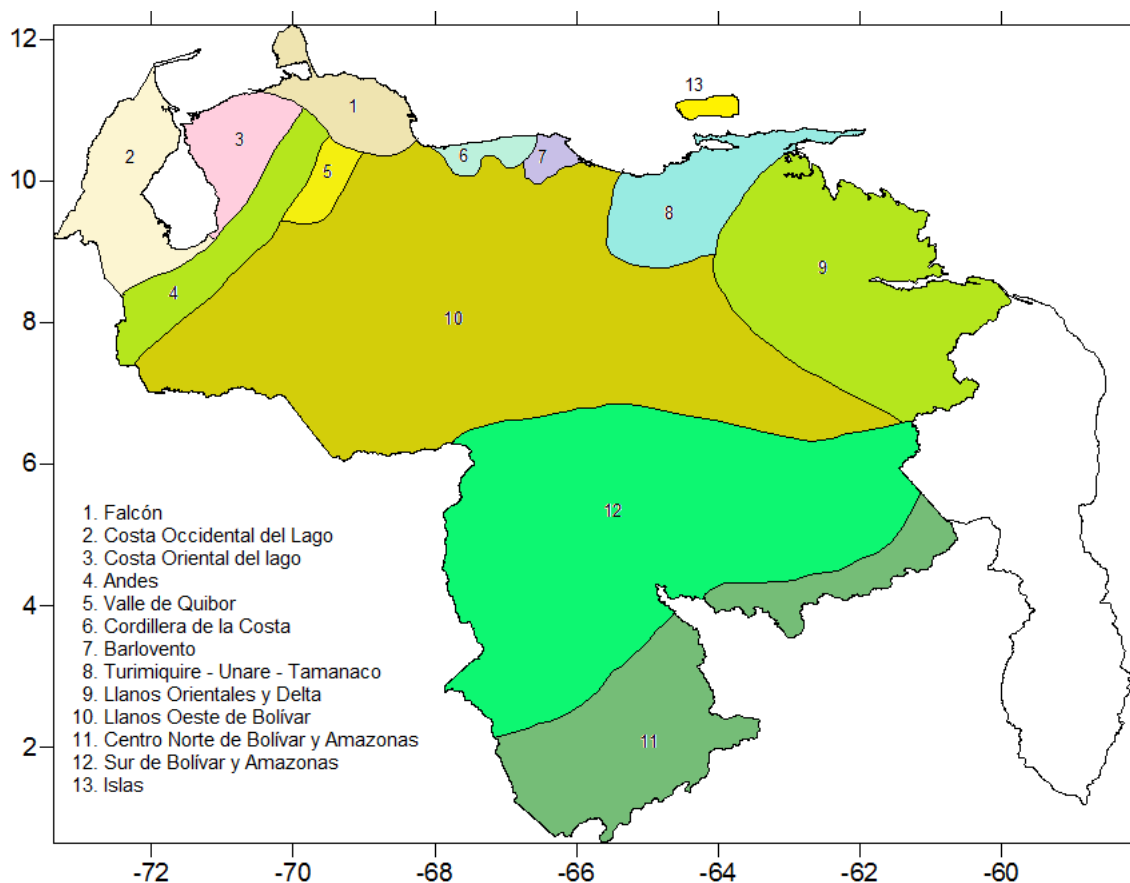 12
10
8
6
4
2
13
1
2
3
6
7
5
8
9
4
10
12
11
1. Falcón
2. Costa Occidental del Lago
3. Costa Oriental del lago
4. Andes
5. Valle de Quibor
6. Cordillera de la Costa
7. Barlovento
8. Turimiquire - Unare - Tamanaco
9. Llanos Orientales y Delta
10. Llanos Oeste de Bolívar
11. Centro Norte de Bolívar y Amazonas
12. Sur de Bolívar y Amazonas
13. Islas
-72 -70 -68 -66 -64 -62 -60